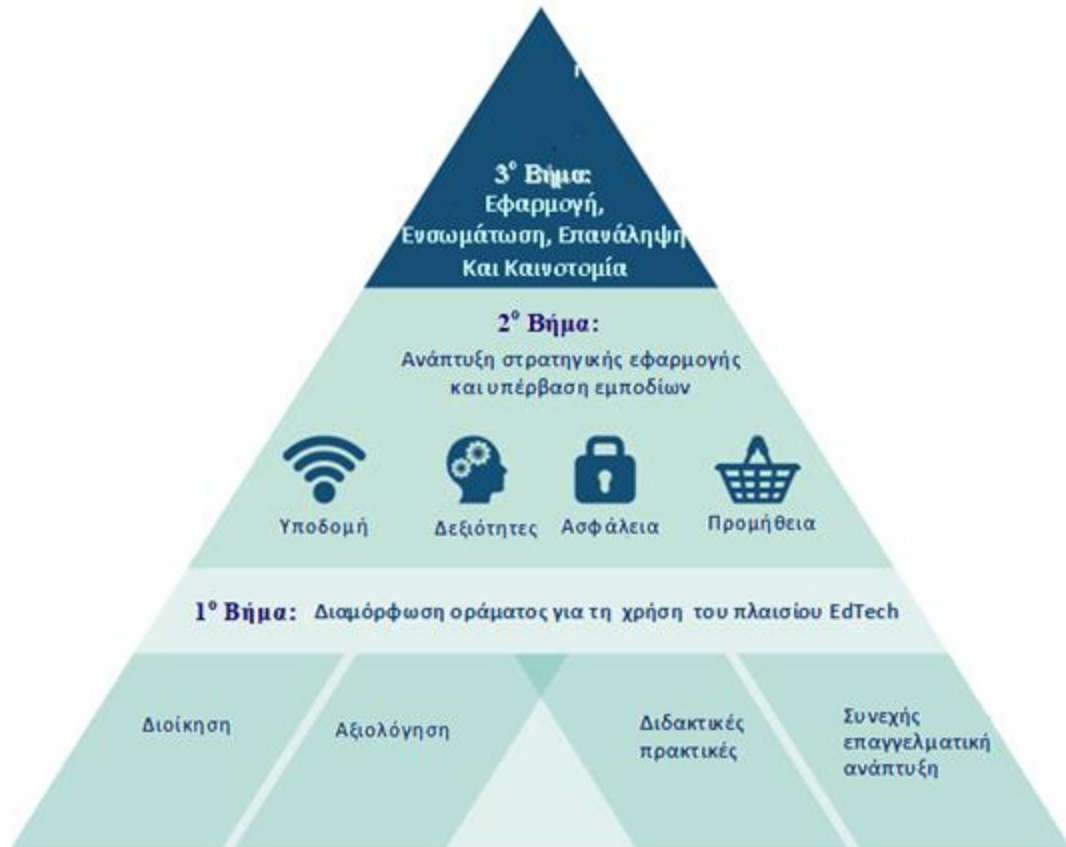 3° Βήμα:
Εφαρμογή,
Ενσωμάτωση, Επανάληψη
Και Καινοτομία
2° Βήμα:
Ανάπτυξη στρατηγικής εφαρμογής
και υπέρβαση εμποδίων
Υποδομή
Δεξιότητες
Ασφάλεια
Προμήθεια
1° Βήμα: Διαμόρφωση οράματος για τη χρήση του πλαισίου EdTech
Διοίκηση
Αξιολόγηση
Διδακτικές
πρακτικές
Συνεχής
επαγγελματική
ανάπτυξη